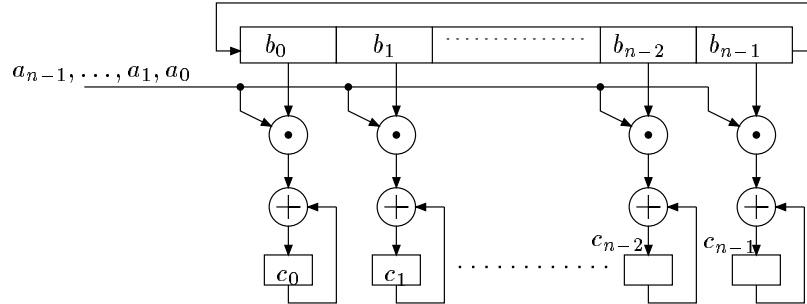 b₀ b₁ ........................ bₙ₋₂ bₙ₋₁
aₙ₋₁, . . . , a₁, a₀
cₙ₋₂ cₙ₋₁
c₀ c₁ . . . . . . . . . . . . . .